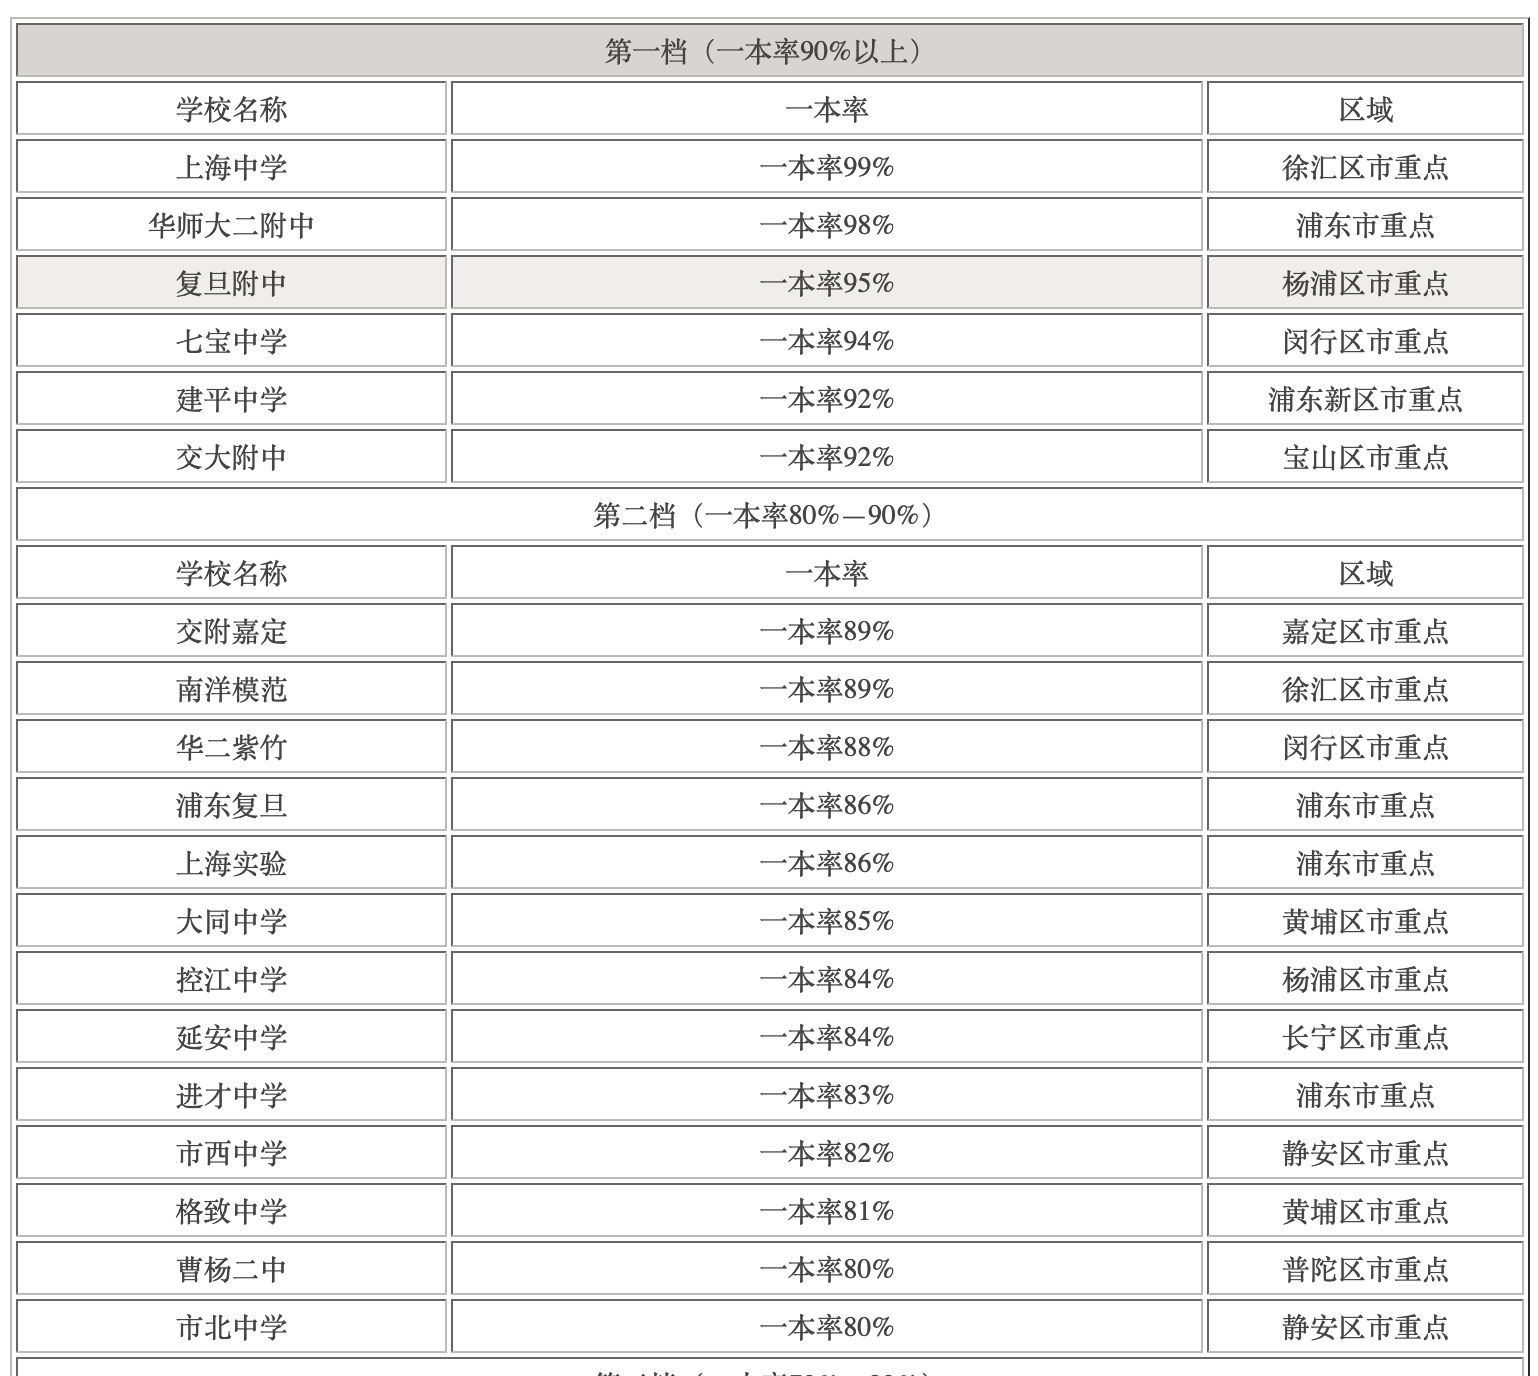 第一档（一本率90%以上）
学校名称 一本率 区域
上海中学 一本率99% 徐汇区市重点
华师大二附中 一本率98% 浦东市重点
复旦附中 一本率95% 杨浦区市重点
七宝中学 一本率94% 闵行区市重点
建平中学 一本率92% 浦东新区市重点
交大附中 一本率92% 宝山区市重点
第二档（一本率80%—90%）
学校名称 一本率 区域
交附嘉定 一本率89% 嘉定区市重点
南洋模范 一本率89% 徐汇区市重点
华二紫竹 一本率88% 闵行区市重点
浦东复旦 一本率86% 浦东市重点
上海实验 一本率86% 浦东市重点
大同中学 一本率85% 黄埔区市重点
控江中学 一本率84% 杨浦区市重点
延安中学 一本率84% 长宁区市重点
进才中学 一本率83% 浦东市重点
市西中学 一本率82% 静安区市重点
格致中学 一本率81% 黄埔区市重点
曹杨二中 一本率80% 普陀区市重点
市北中学 一本率80% 静安区市重点